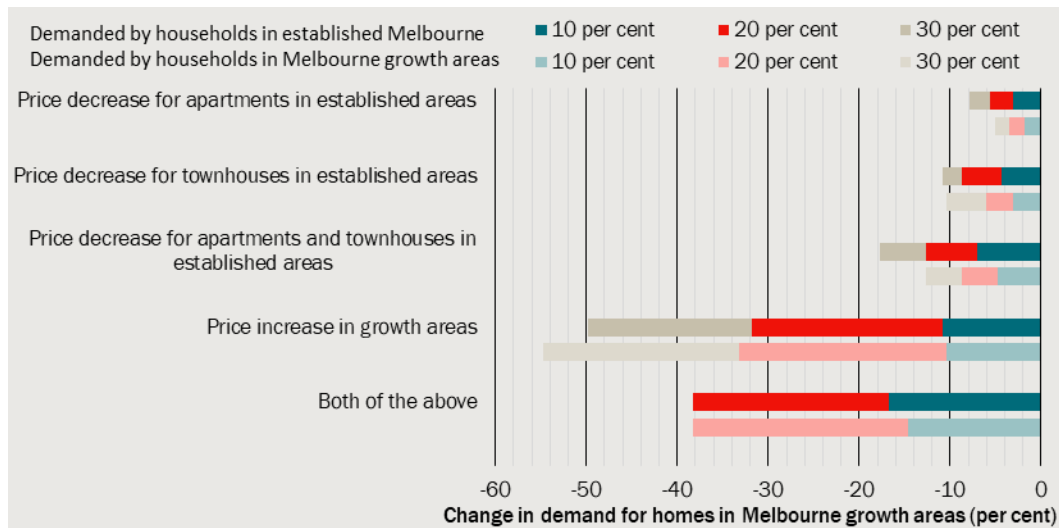 Demanded by households in established Melbourne 10 per cent 20 per cent 30 per cent
Demanded by households in Melbourne growth areas 10 per cent 20 per cent 30 per cent
Price decrease for apartments in established areas
Price decrease for townhouses in established areas
Price decrease for apartments and townhouses in
established areas
Price increase in growth areas
Both of the above
-60 -50 -40 -30 -20 -10 0
Change in demand for homes in Melbourne growth areas (per cent)